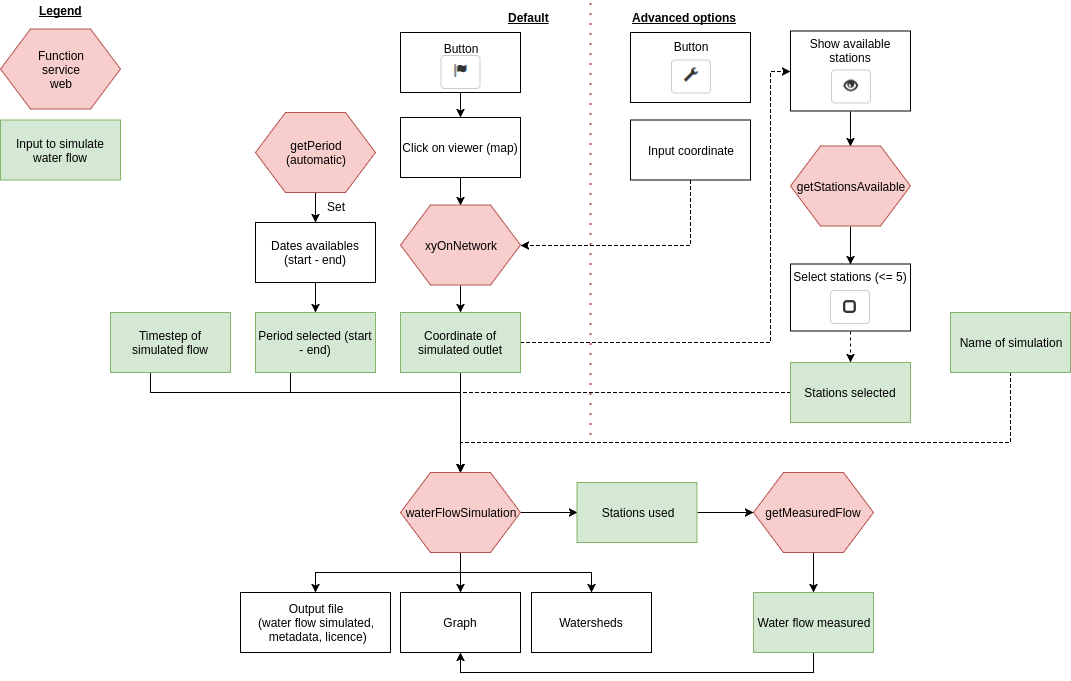 Legend
Function
service
web
Input to simulate
water flow
Default
Button
Click on viewer (map)
getPeriod
(automatic)
Set
Dates availables
(start - end)
xyOnNetwork
Timestep of
simulated flow
Period selected (start
- end)
Coordinate of
simulated outlet
Advanced options
Button
Input coordinate
Show available
stations
getStationsAvailable
Select stations (<= 5)
Stations selected
Name of simulation
waterFlowSimulation
Stations used
getMeasuredFlow
Output file
(water flow simulated,
metadata, licence)
Graph
Watersheds
Water flow measured